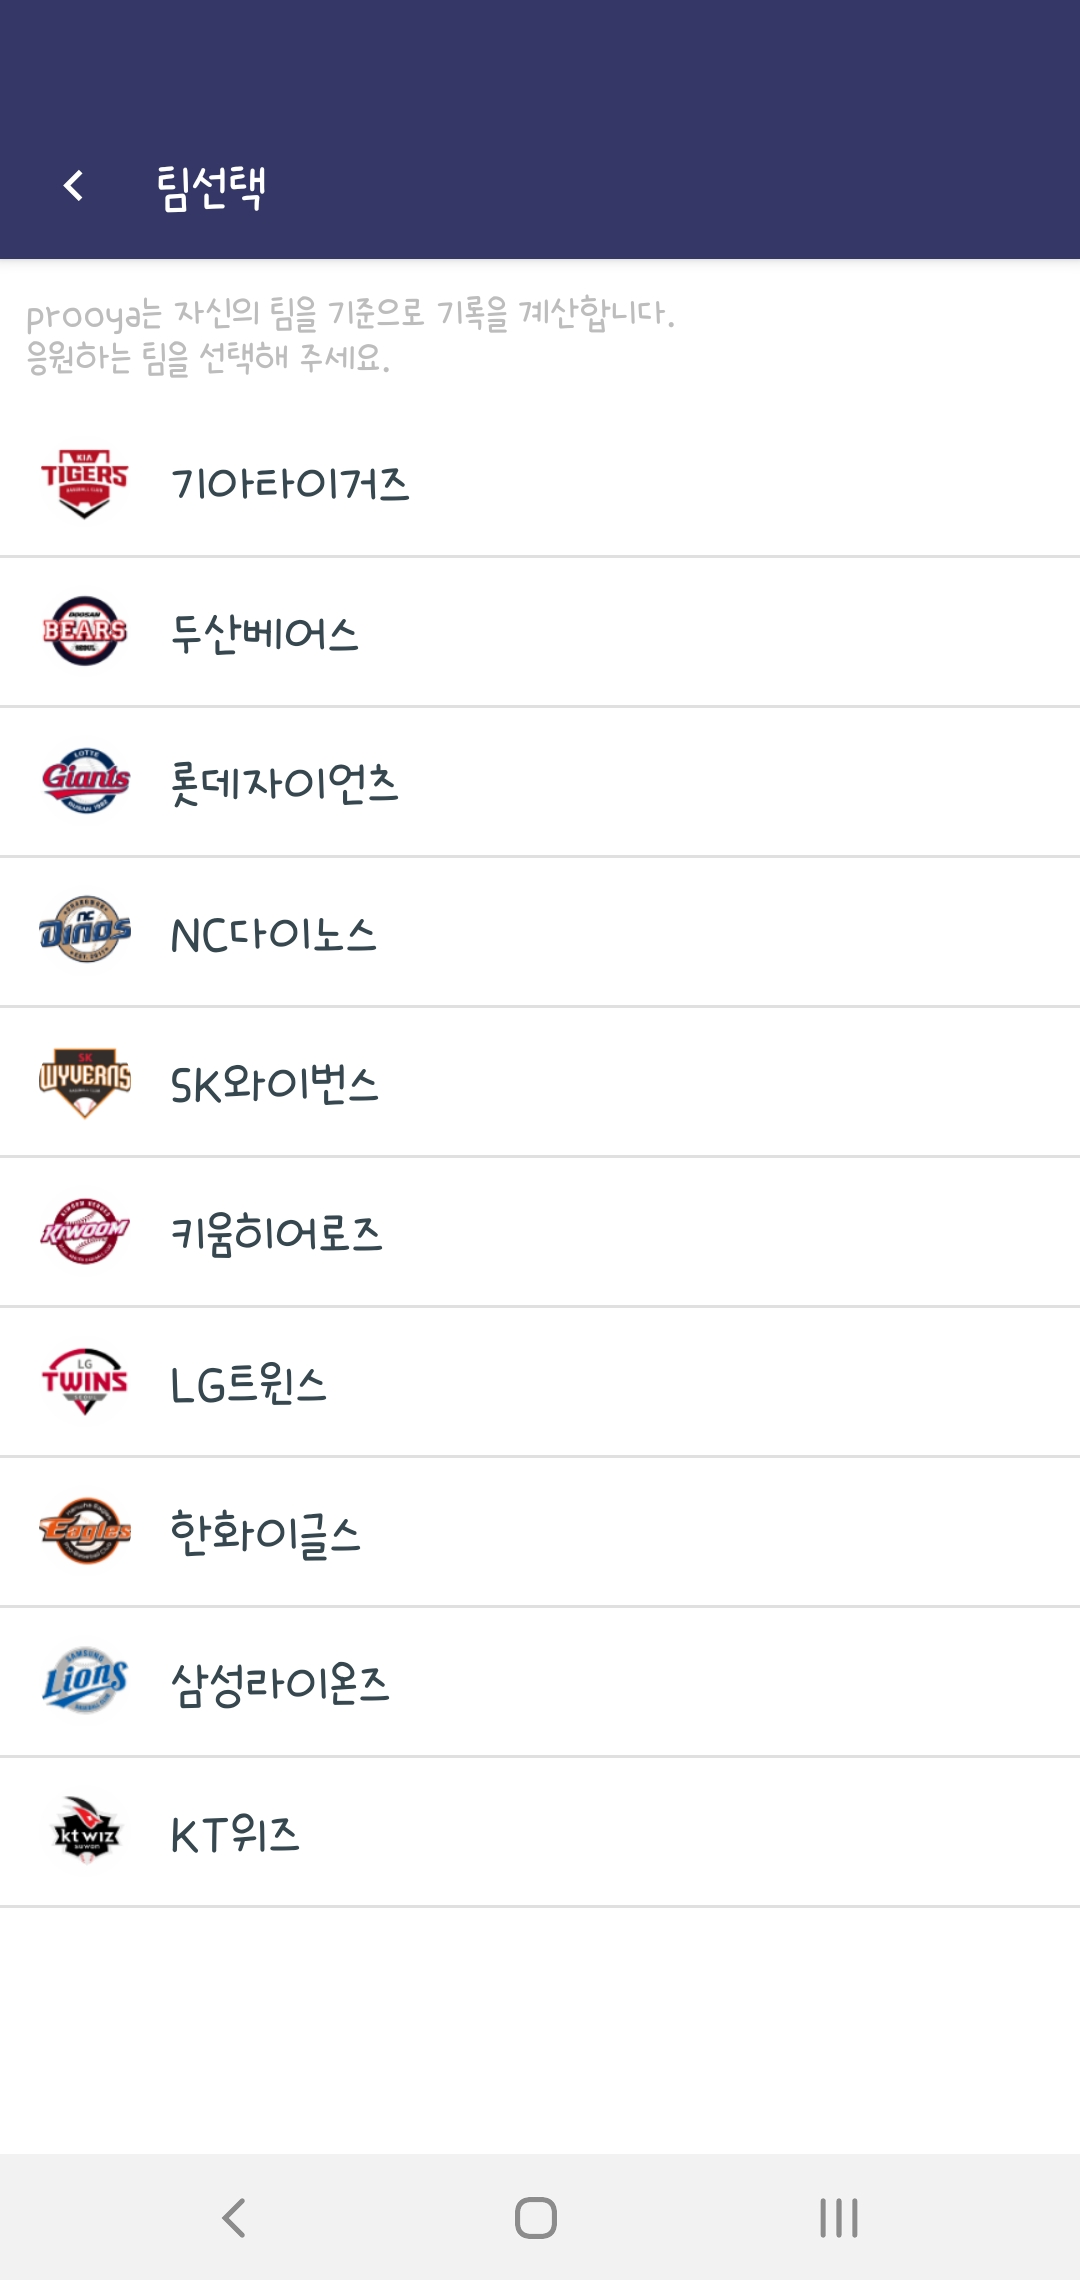 팀선택
prooya는 자신의 팀을 기준으로 기록을 계산합니다.
응원하는 팀을 선택해 주세요.
KIA
TIGERS
기아타이거즈
DOOSAN
BEARS
두산베어스
LOTTE
Giants
롯데자이언츠
NC
DINOS
NC다이노스
SK
WYVERNS
SK와이번스
KIWOOM
키움히어로즈
LG
TWINS
LG트윈스
Eagles
한화이글스
SAMSUNG
Lions
삼성라이온즈
kt wiz
suwon
KT위즈